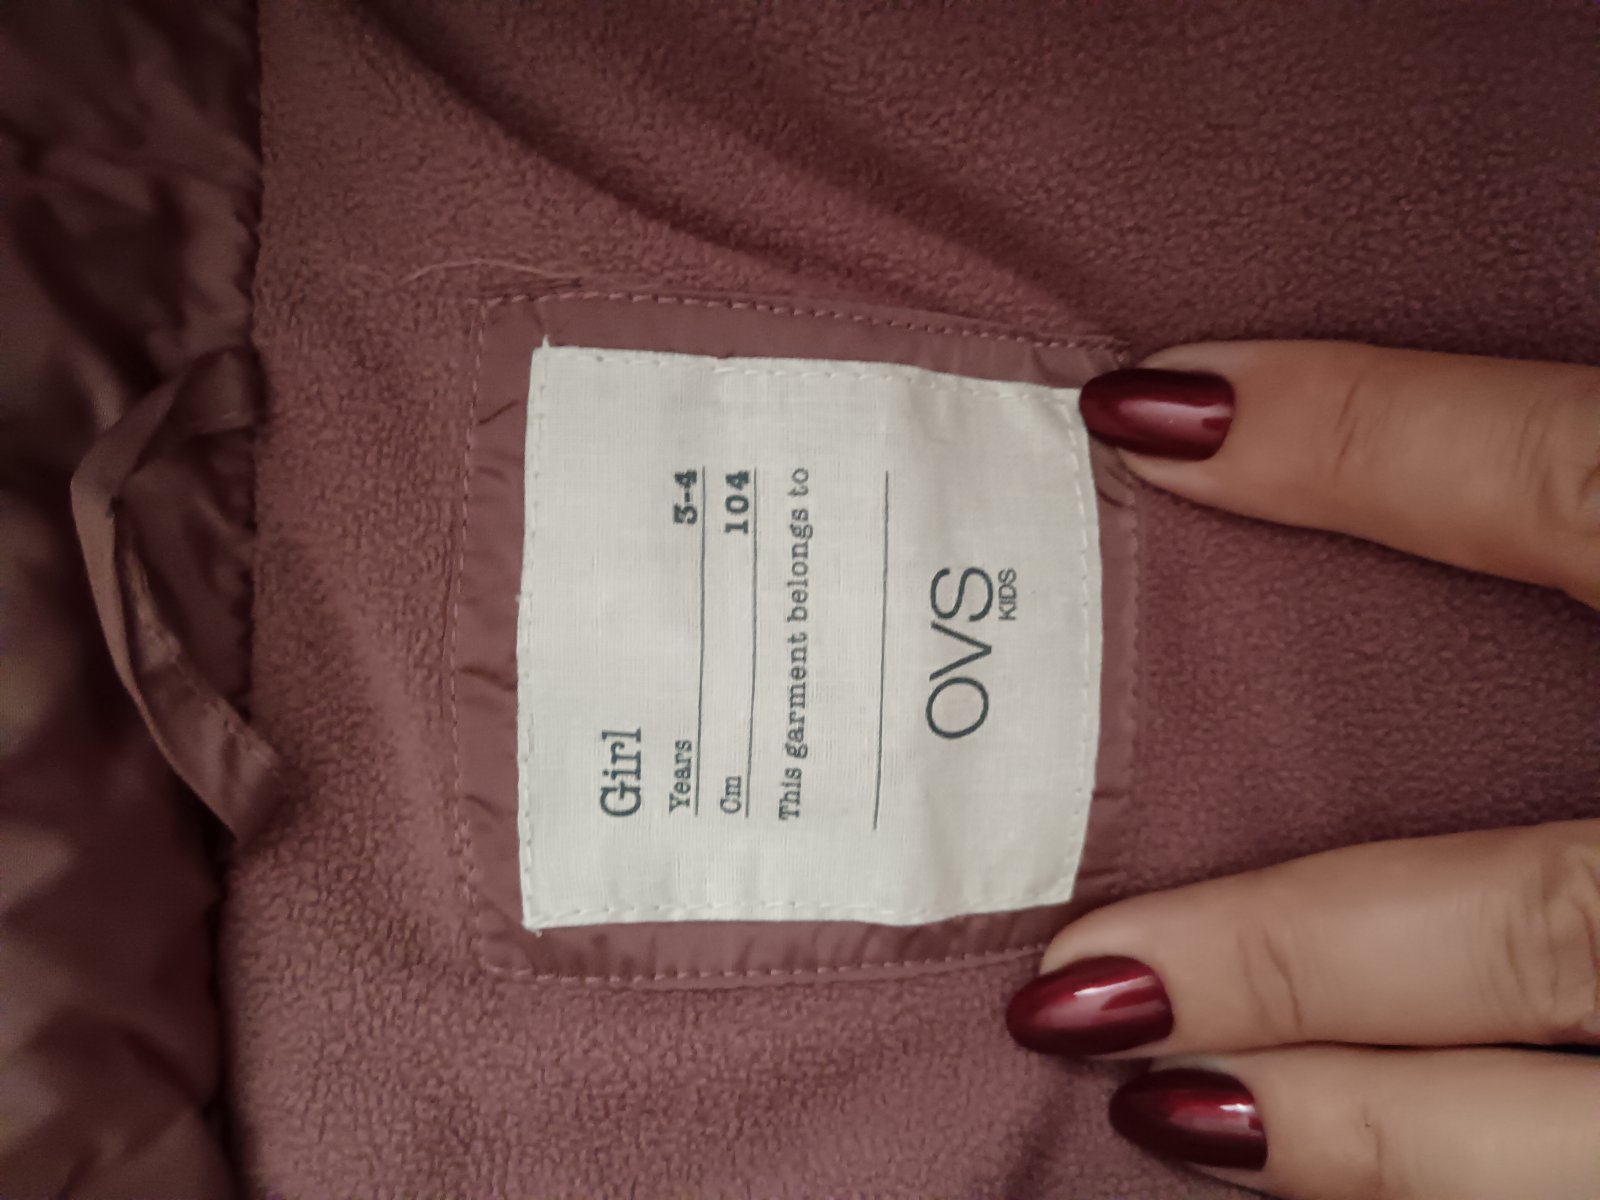 Girl
Years 3-4
Cm 104
This garment belongs to
OVS
KIDS